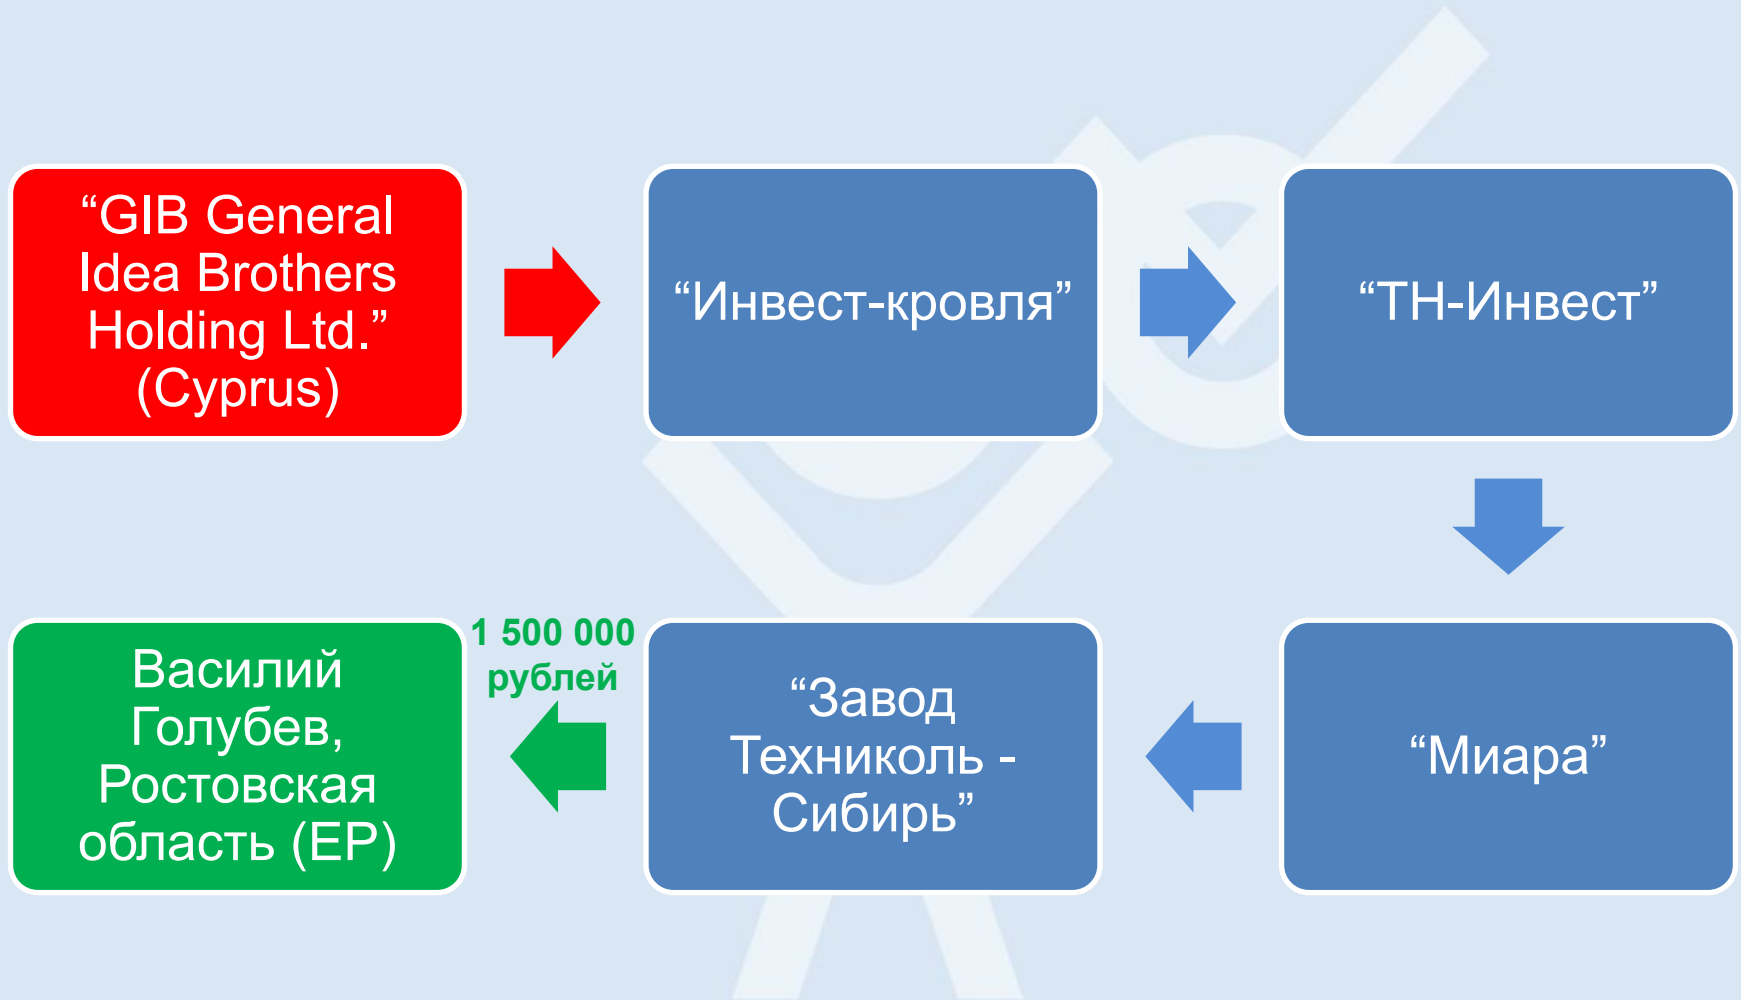 “GIB General
Idea Brothers
Holding Ltd.”
(Cyprus)
“Инвест-кровля”
“ТН-Инвест”
“Миара”
“Завод
Техниколь -
Сибирь”
1 500 000
рублей
Василий
Голубев,
Ростовская
область (ЕР)